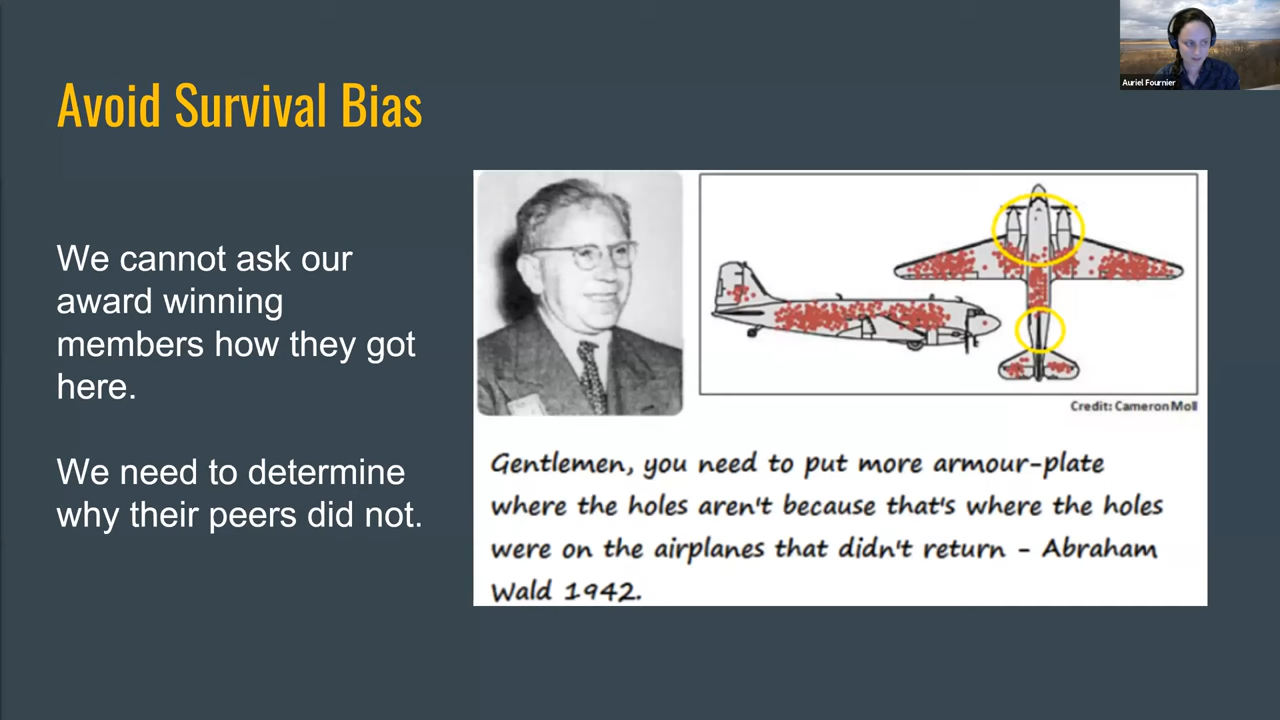 Auriel Fournier
Avoid Survival Bias
We cannot ask our
award winning
members how they got
here.
We need to determine
why their peers did not.
Credit: Cameron Moll
Gentlemen, you need to put more armour-plate
where the holes aren't because that's where the holes
were on the airplanes that didn't return - Abraham
Wald 1942.